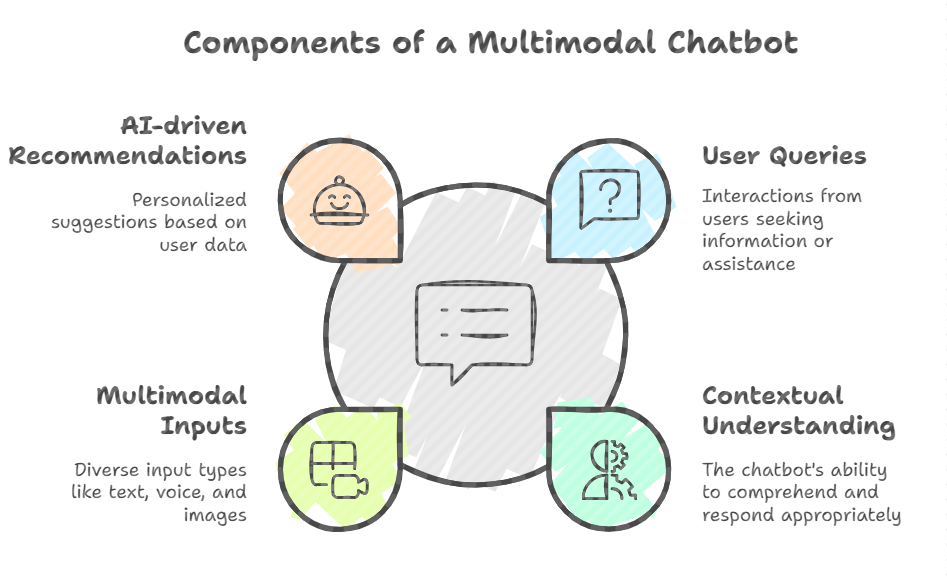 Components of a Multimodal Chatbot
AI-driven
Recommendations
Personalized
suggestions based on
user data
User Queries
Interactions from
users seeking
information or
assistance
?
Multimodal
Inputs
Diverse input types
like text, voice, and
images
Contextual
Understanding
The chatbot's ability
to comprehend and
respond appropriately